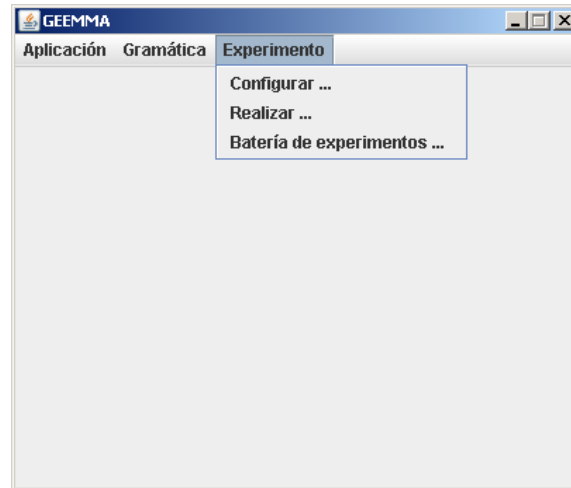 GEEMMA
Aplicación Gramática Experimento
Configurar ...
Realizar ...
Batería de experimentos ...